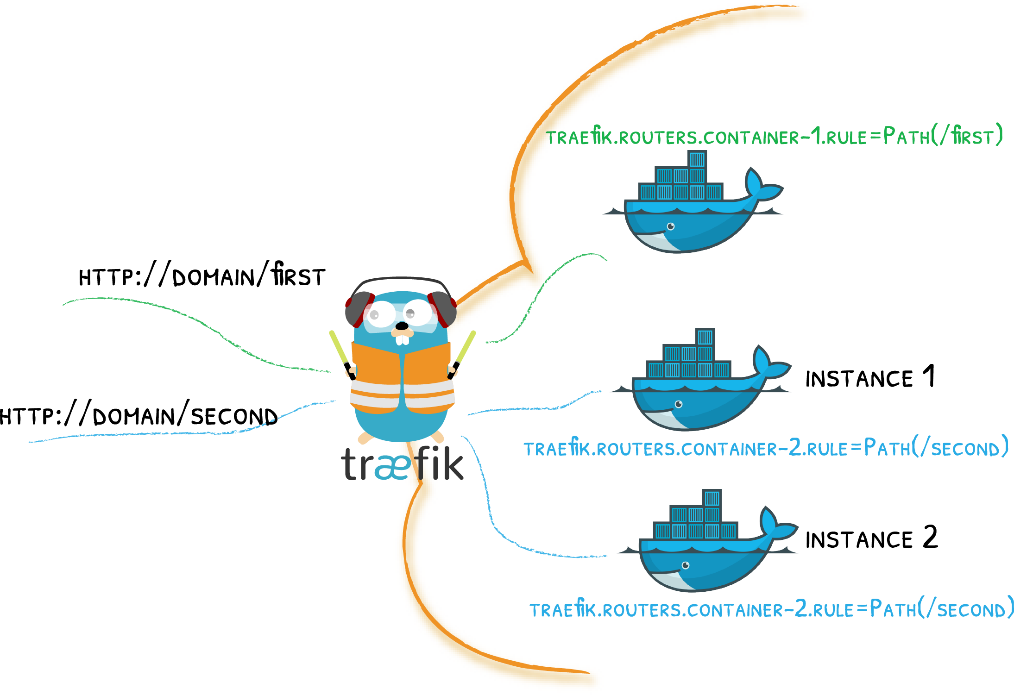 TRAEFIK.ROUTERS.CONTAINER-1.RULE=PATH(/FIRST)
HTTP://DOMAIN/FIRST
INSTANCE 1
HTTP://DOMAIN/SECOND
TRAEFIK.ROUTERS.CONTAINER-2.RULE=PATH(/SECOND)
træfik
INSTANCE 2
TRAEFIK.ROUTERS.CONTAINER-2.RULE=PATH(/SECOND)